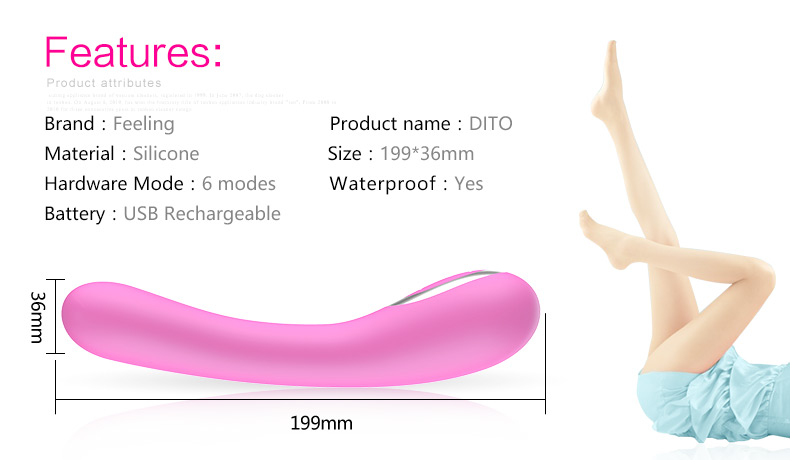 Features:
Product attributes
Brand : Feeling
Product name : DITO
Material : Silicone
Size : 199*36mm
Hardware Mode : 6 modes
Waterproof : Yes
Battery : USB Rechargeable
36mm
199mm